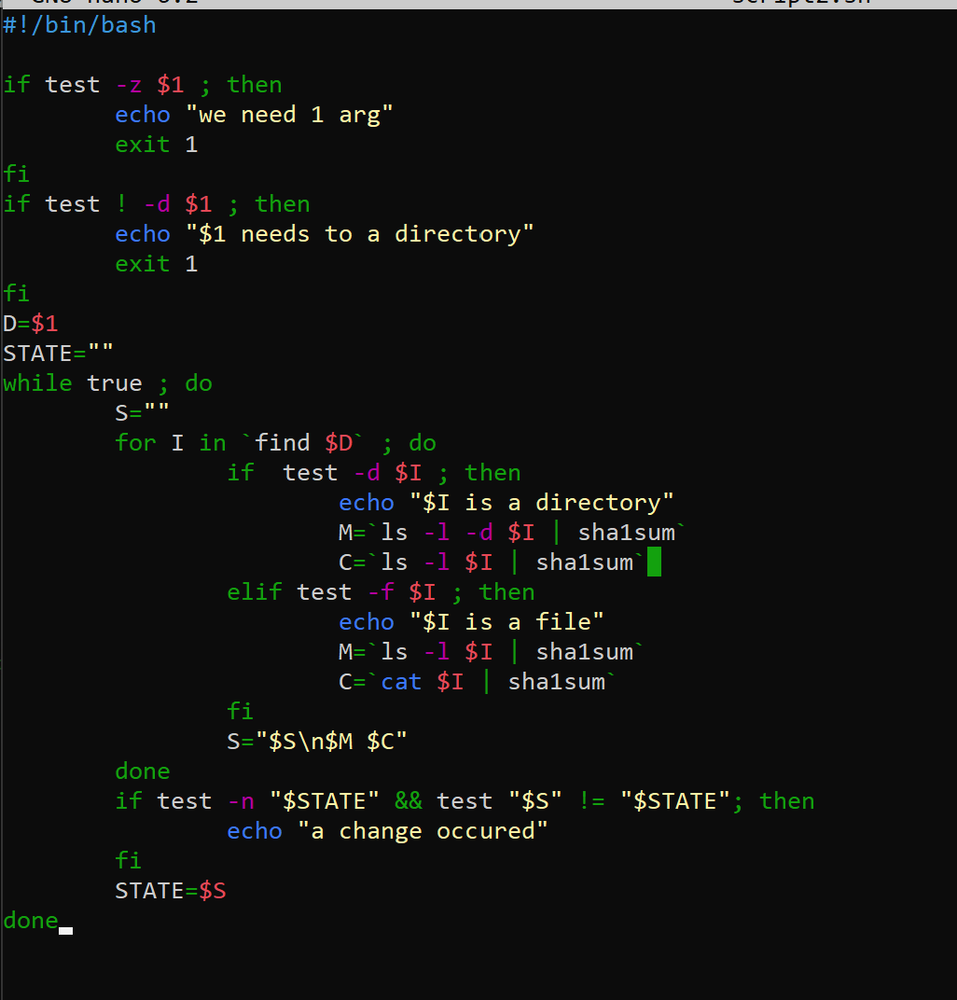 #!/bin/bash
if test -z $1 ; then
echo "we need 1 arg"
exit 1
fi
if test ! -d $1 ; then
echo "$1 needs to a directory"
exit 1
fi
D=$1
STATE=""
while true ; do
S=""
for I in `find $D` ; do
if  test -d $I ; then
echo "$I is a directory"
M=`ls -l -d $I | sha1sum`
C=`ls -l $I | sha1sum`
elif test -f $I ; then
echo "$I is a file"
M=`ls -l $I | sha1sum`
C=`cat $I | sha1sum`
fi
S="$S\n$M $C"
done
if test -n "$STATE" && test "$S" != "$STATE"; then
echo "a change occured"
fi
STATE=$S
done